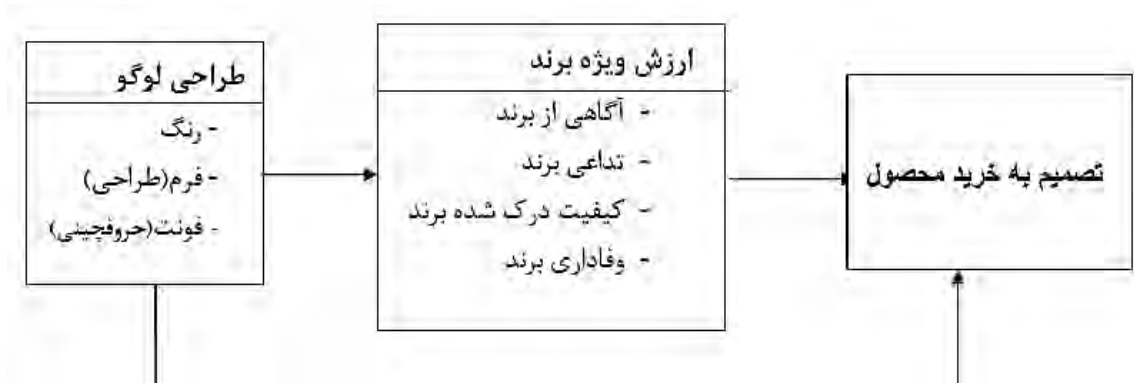 طراحی لوگو
- رنگ
- فرم(طراحی)
- فونت(حروفچینی)
ارزش ویژه برند
- آگاهی از برند
- تداعی برند
- کیفیت درک شده برند
- وفاداری برند
تصمیم به خرید محصول